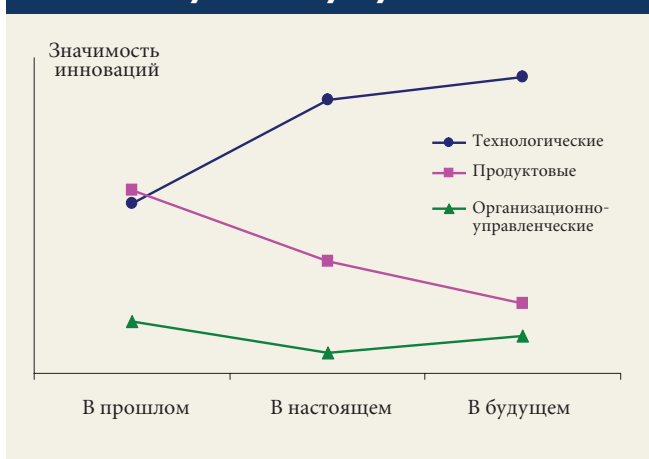 Значимость
инноваций
Технологические
Продуктовые
Организационно-
управленческие
В прошлом
В настоящем
В будущем